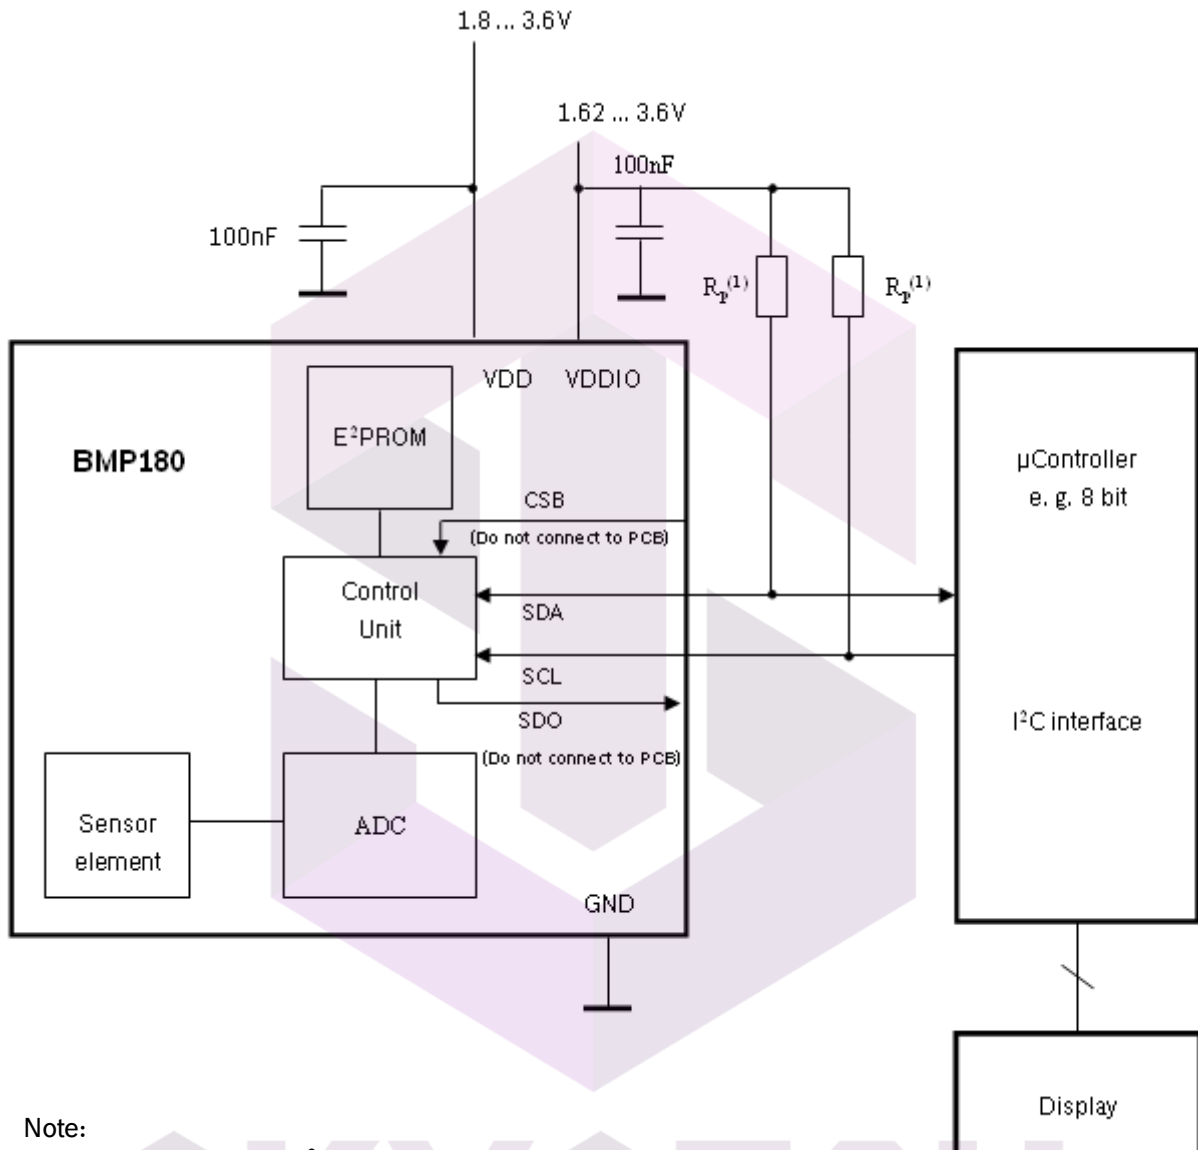 1.8 ... 3.6V
1.62 ... 3.6V
100nF
100nF
Rp(1)
Rp(1)
VDD
VDDIO
E²PROM
BMP180
CSB
(Do not connect to PCB)
Control
Unit
SDA
SCL
SDO
(Do not connect to PCB)
Sensor
element
ADC
GND
µController
e. g. 8 bit
I²C interface
Display
Note: